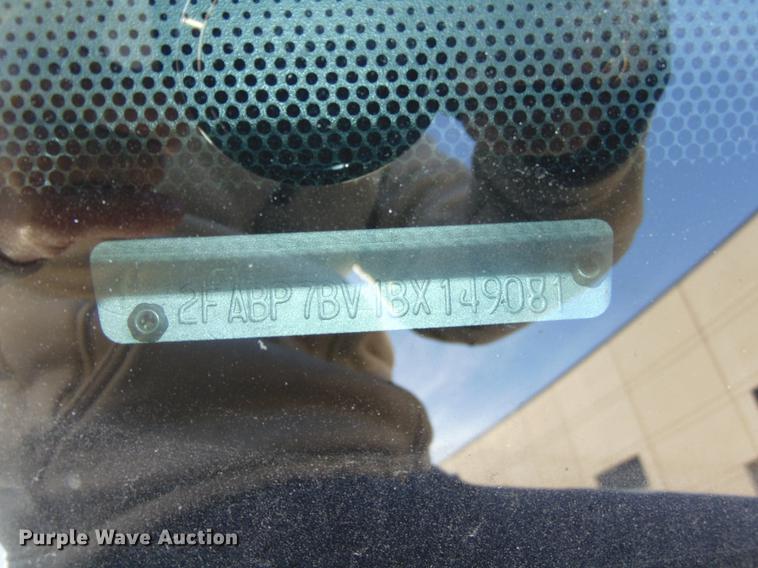 2FABP7BV1BX149081
Purple Wave Auction